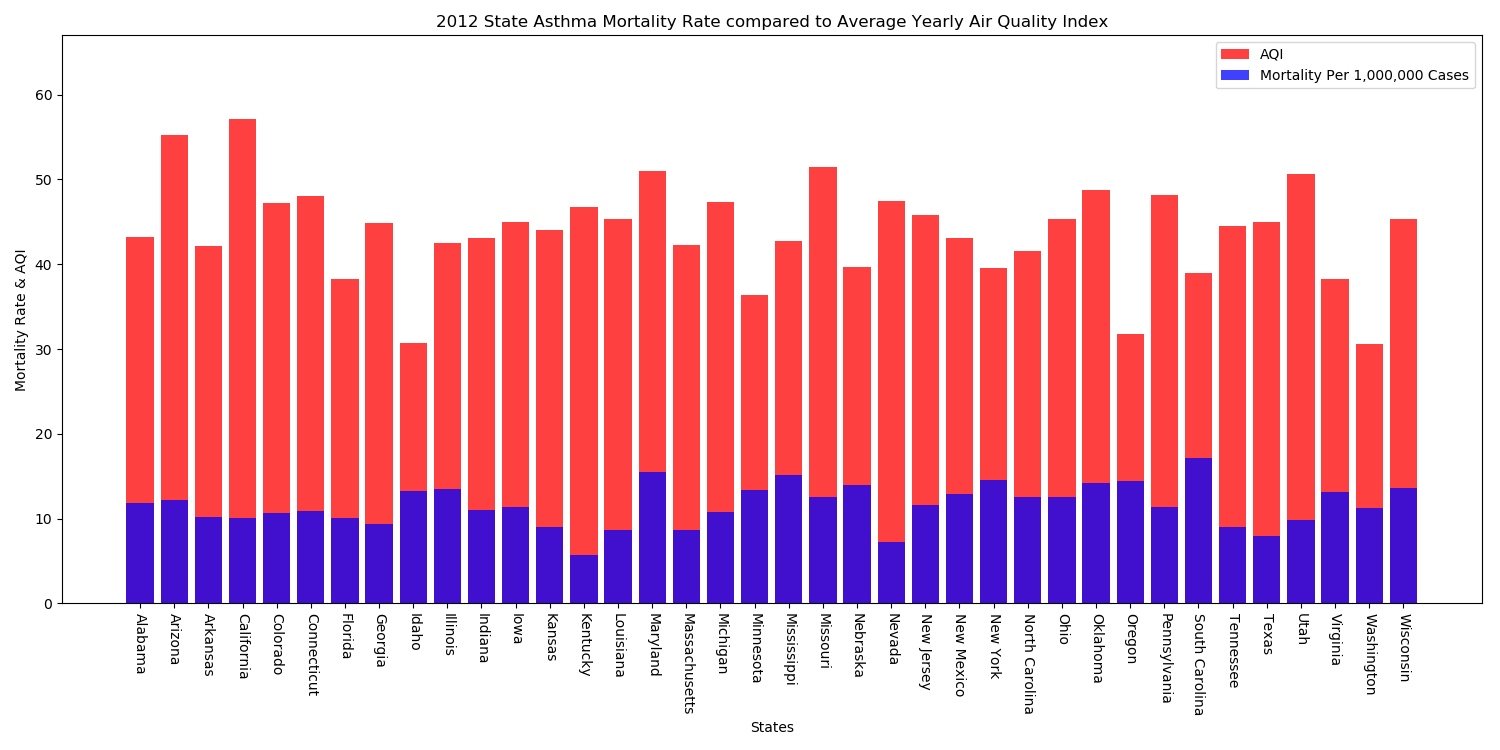 2012 State Asthma Mortality Rate compared to Average Yearly Air Quality Index
AQI
Mortality Per 1,000,000 Cases
Mortality Rate & AQI
60
50
40
30
20
10
0
Alabama
Arizona
Arkansas
California
Colorado
Connecticut
Florida
Georgia
Idaho
Illinois
Indiana
Iowa
Kansas
Kentucky
Louisiana
Maryland
Massachusetts
Michigan
Minnesota
Mississippi
Missouri
Nebraska
Nevada
New Jersey
New Mexico
New York
North Carolina
Ohio
Oklahoma
Oregon
Pennsylvania
South Carolina
Tennessee
Texas
Utah
Virginia
Washington
Wisconsin
States